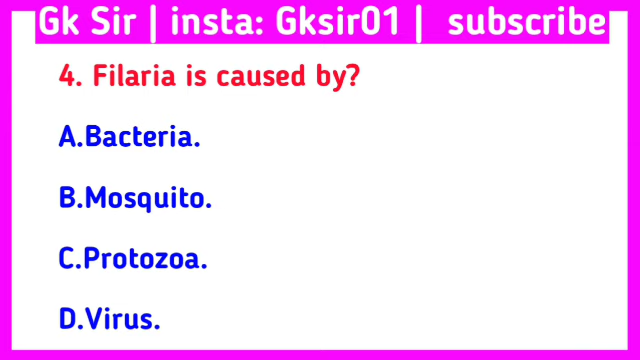 Gk Sir | insta: Gksir01 | subscribe
4. Filaria is caused by?
A.Bacteria.
B.Mosquito.
C.Protozoa.
D.Virus.